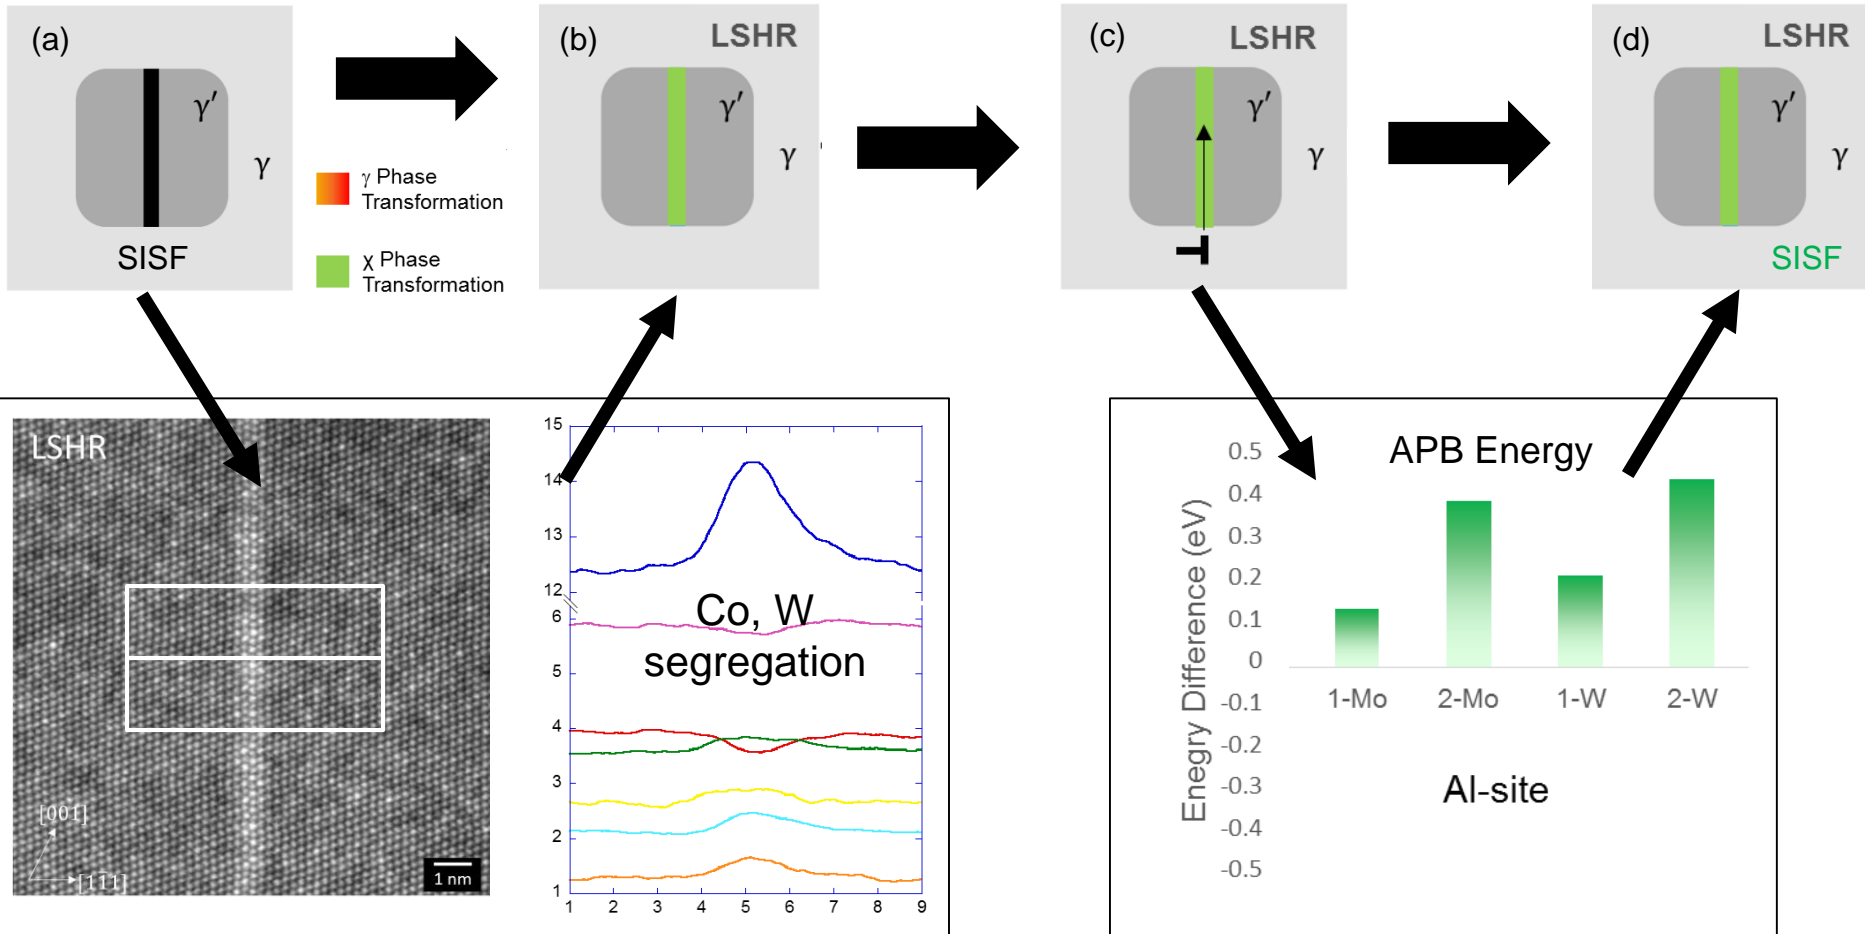 (a)
γ′
γ
SISF
γ Phase
Transformation
χ Phase
Transformation
(b)
LSHR
γ′
γ
(c)
LSHR
γ′
γ
(d)
LSHR
γ′
γ
SISF
LSHR
[001]
[1̄11]
1 nm
15
14
13
12
6
5
4
3
2
1
1 2 3 4 5 6 7 8 9
Co, W
segregation
APB Energy
Enegry Difference (eV)
0.5
0.4
0.3
0.2
0.1
0
-0.1
-0.2
-0.3
-0.4
-0.5
1-Mo 2-Mo 1-W 2-W
Al-site